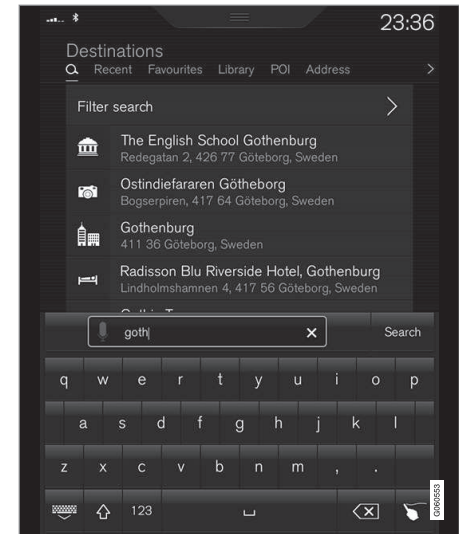 23:36
Destinations
Recent Favourites Library POI Address
Filter search
The English School Gothenburg
Redegatan 2, 426 77 Göteborg, Sweden
Ostindiefararen Götheborg
Bogserpiren, 417 64 Göteborg, Sweden
Gothenburg
411 36 Göteborg, Sweden
Radisson Blu Riverside Hotel, Gothenburg
Lindholmshamnen 4, 417 56 Göteborg, Sweden
goth
Search
q w e r t y u i o p
a s d f g h j k l
z x c v b n m , .
123
G060553